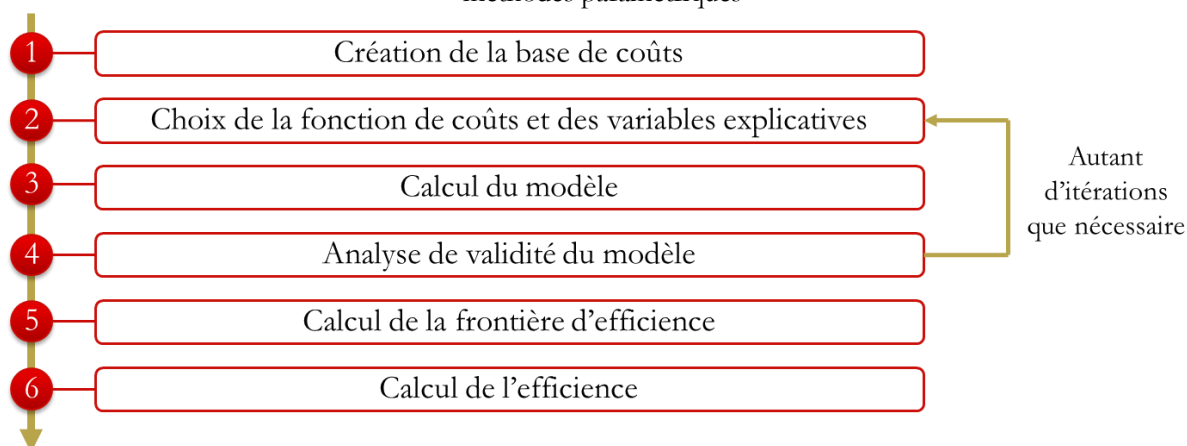 méthodes paramétriques
1 Création de la base de coûts
2 Choix de la fonction de coûts et des variables explicatives
3 Calcul du modèle
4 Analyse de validité du modèle
5 Calcul de la frontière d’efficience
6 Calcul de l’efficience
Autant
d’itérations
que nécessaire